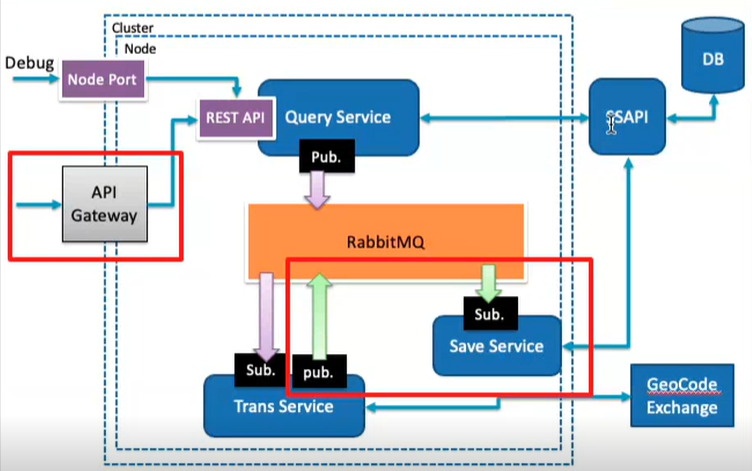 Cluster
Node
Debug
Node Port
REST API
Query Service
SSAPI
DB
Pub.
API
Gateway
RabbitMQ
Sub.
Save Service
Sub.
pub.
Trans Service
GeoCode
Exchange